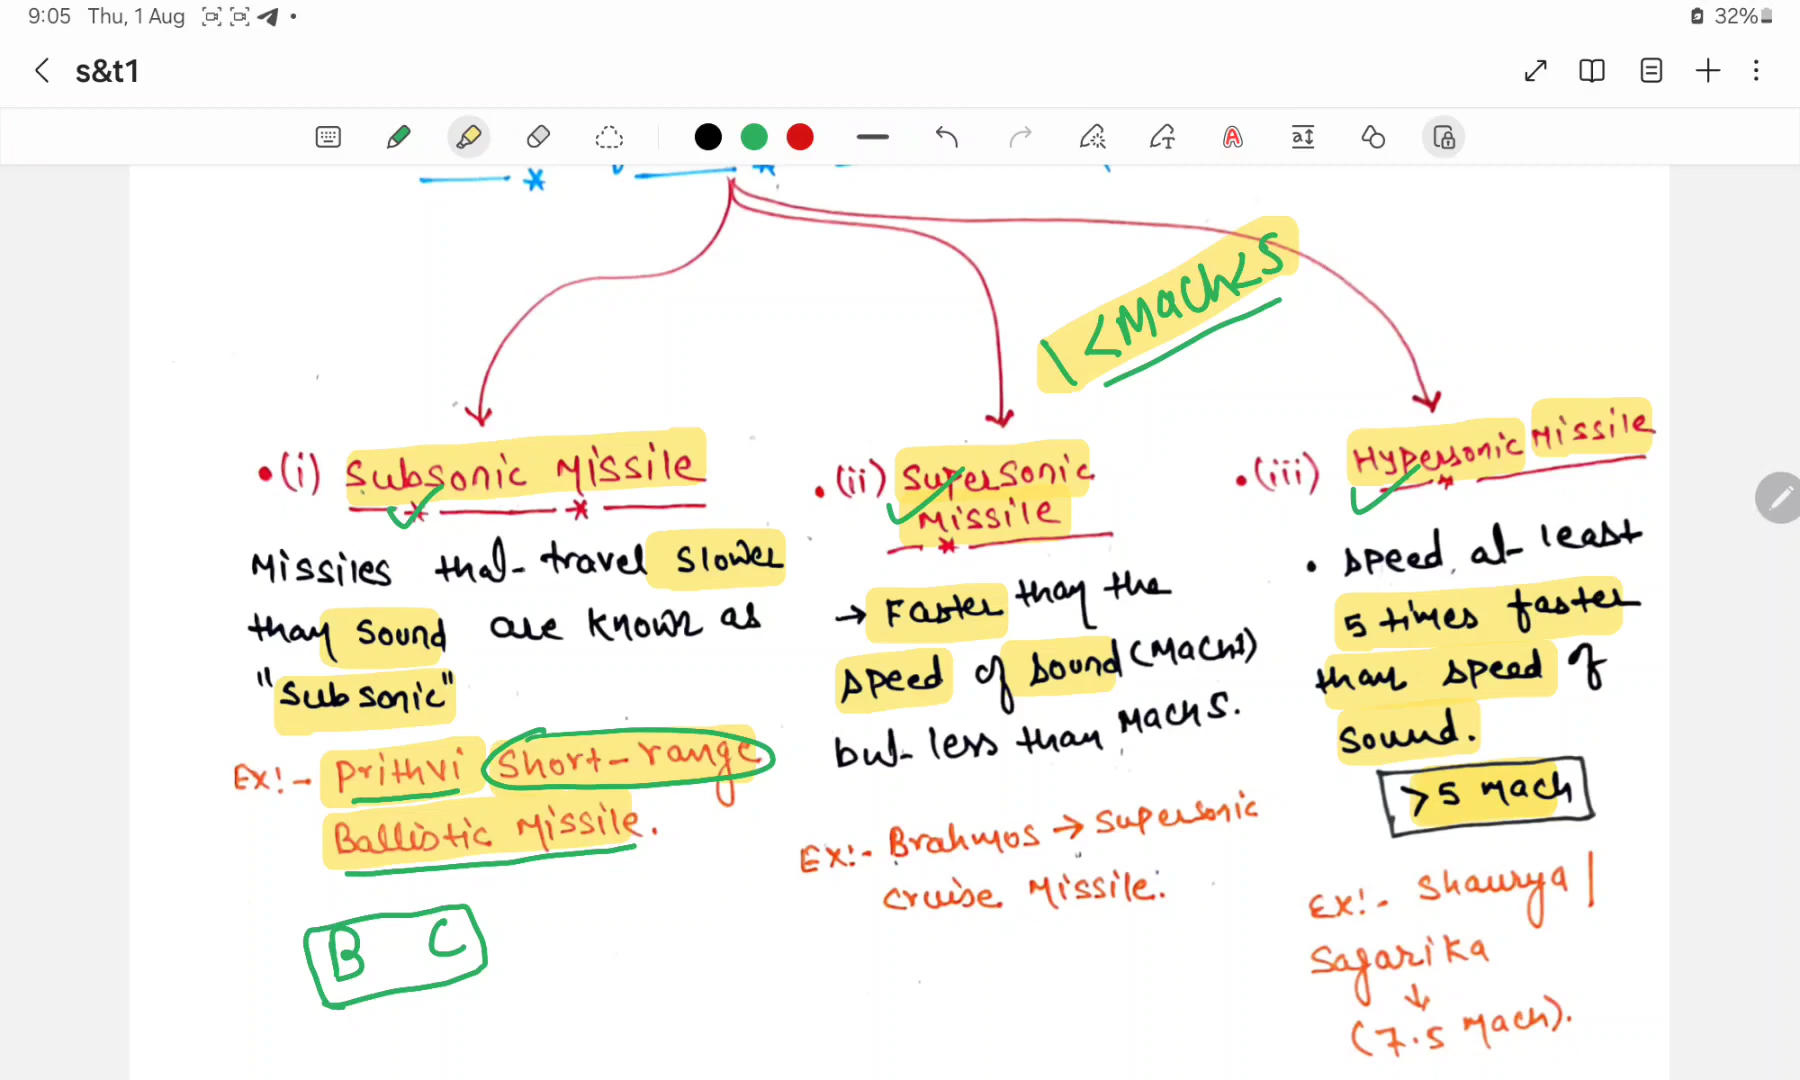 9:05 Thu, 1 Aug
32%
s&t1
1 < Mach < 5
(i) Subsonic Missile
Missiles that travel slower
than sound are known as
"Sub sonic"
Ex!- Prithvi Short-range
Ballistic Missile.
B C
(ii) Supersonic
Missile
→ Faster than the
speed of sound (Mach1)
but less than Mach 5.
Ex!- Brahmos → supersonic
cruise Missile.
(iii) Hypersonic Missile
• speed at least
5 times faster
than speed of
sound.
>5 mach
Ex!- Shaurya |
Sagarika
↓
(7.5 Mach).